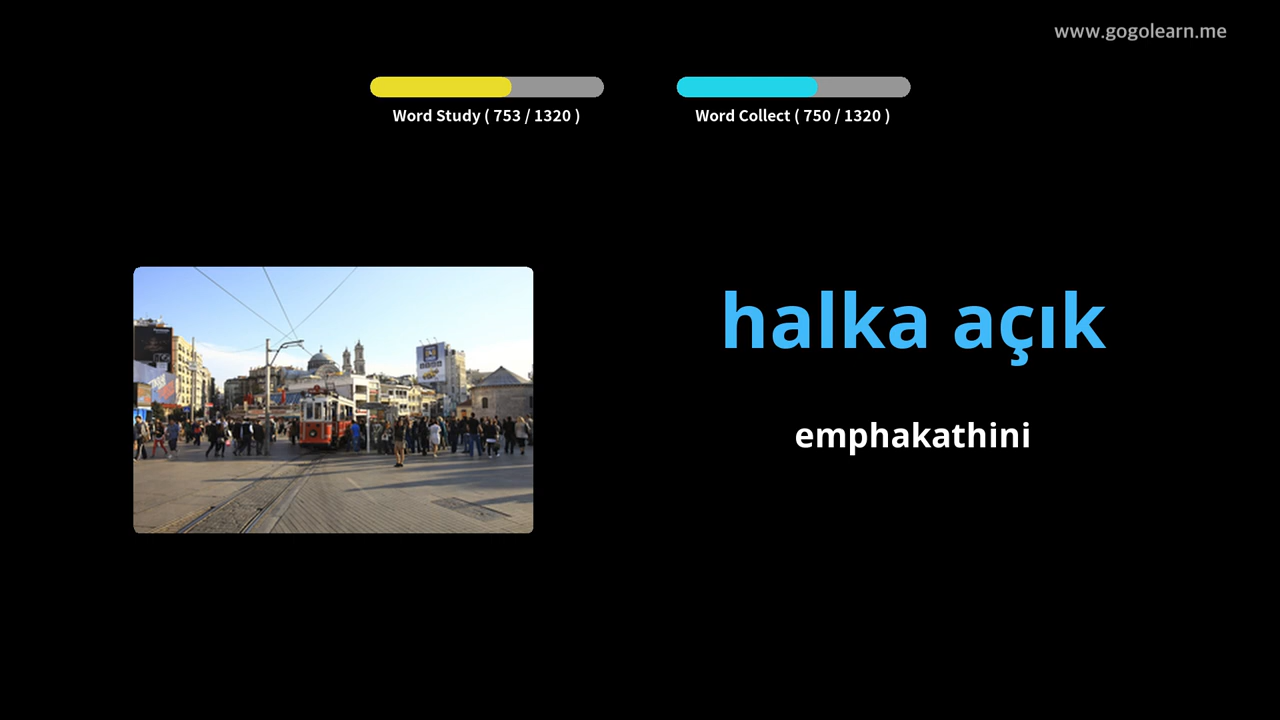 www.gogolearn.me
Word Study ( 753 / 1320 )
Word Collect ( 750 / 1320 )
halka açık
emphakathini